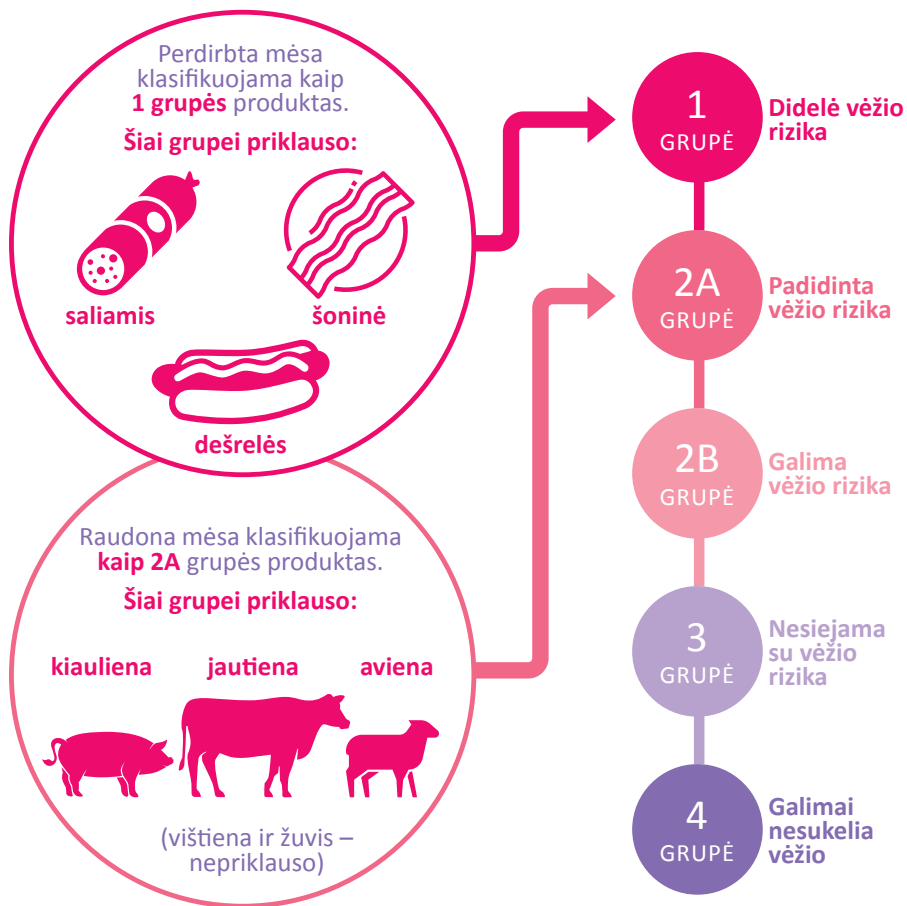 Perdirbta mėsa
klasifikuojama kaip
1 grupės produktas.
Šiai grupei priklauso:
saliamis
šoninė
dešrelės
Raudona mėsa klasifikuojama
kaip 2A grupės produktas.
Šiai grupei priklauso:
kiauliena
jautiena
aviena
(vištiena ir žuvis –
nepriklauso)
1
GRUPĖ
Didelė vėžio
rizika
2A
GRUPĖ
Padidinta
vėžio rizika
2B
GRUPĖ
Galima
vėžio rizika
3
GRUPĖ
Nesiejama
su vėžio
rizika
4
GRUPĖ
Galimai
nesukelia
vėžio